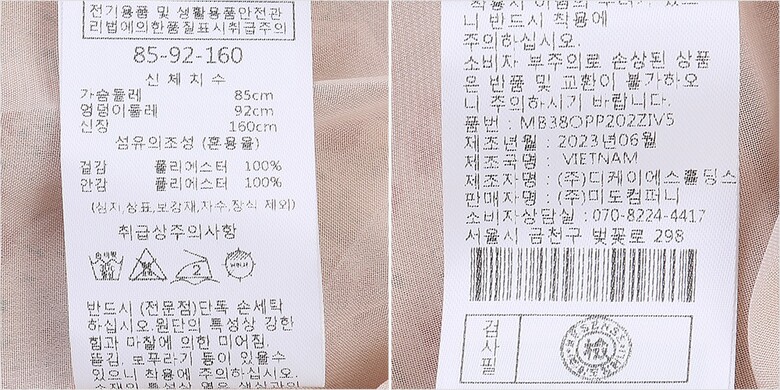 전기용품 및 생활용품안전관
리법에의한품질표시취급주의
85-92-160
신 체 치 수
가슴둘레 85cm
엉덩이둘레 92cm
신장 160cm
섬유의조성 (혼용율)
겉감 폴리에스터 100%
안감 폴리에스터 100%
(심지,상표,보강재,자수,장식 제외)
취급상주의사항
반드시 (전문점)단독 손세탁
하십시오.원단의 특성상 강한
힘과 마찰에 의한 미어짐.
뜯김. 보푸라기 등이 있을수
있으니 착용에 주의하십시오.
니 반드시 착용에
주의하십시오.
소비자 부주의로 손상된 상품
은 반품 및 교환이 불가하오
니 주의하시기 바랍니다.
품번 : MB38OPP202ZIV5
제조년월 : 2023년06월
제조국명 : VIETNAM
제조자명 : (주)디케이에스홀딩스
판매자명 : (주)미도컴퍼니
소비자상담실 : 070-8224-4417
서울시 금천구 벚꽃로 298
검사필